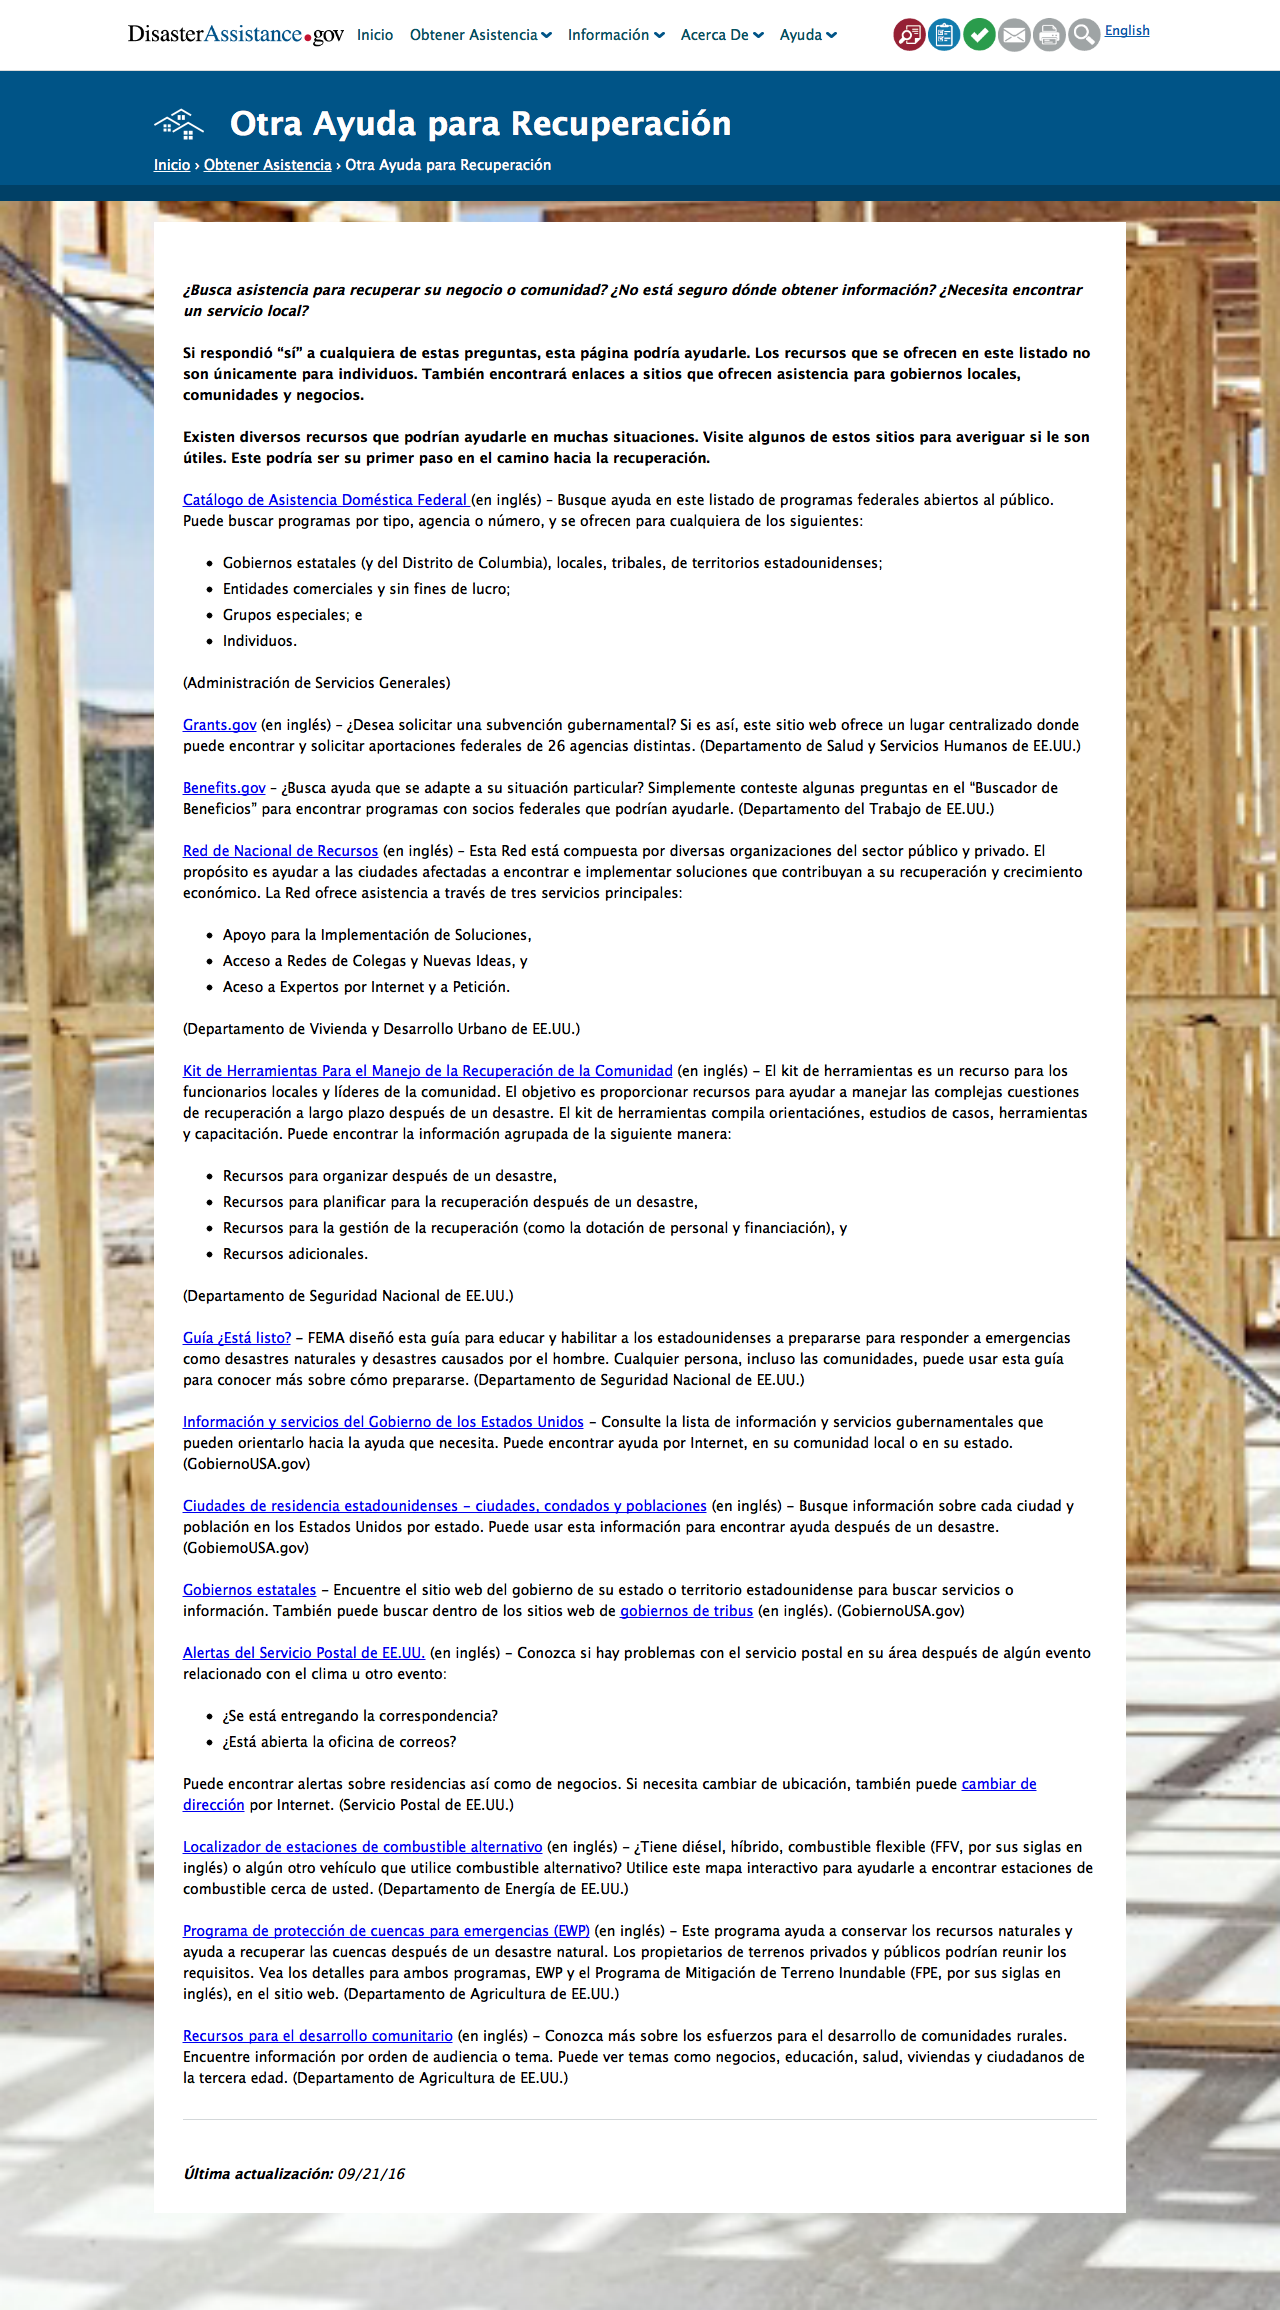 DisasterAssistance.gov Inicio Obtener Asistencia Información Acerca De Ayuda English
Otra Ayuda para Recuperación
Inicio › Obtener Asistencia › Otra Ayuda para Recuperación
¿Busca asistencia para recuperar su negocio o comunidad? ¿No está seguro dónde obtener información? ¿Necesita encontrar
un servicio local?
Si respondió “sí” a cualquiera de estas preguntas, esta página podría ayudarle. Los recursos que se ofrecen en este listado no
son únicamente para individuos. También encontrará enlaces a sitios que ofrecen asistencia para gobiernos locales,
comunidades y negocios.
Existen diversos recursos que podrían ayudarle en muchas situaciones. Visite algunos de estos sitios para averiguar si le son
útiles. Este podría ser su primer paso en el camino hacia la recuperación.
Catálogo de Asistencia Doméstica Federal (en inglés) – Busque ayuda en este listado de programas federales abiertos al público.
Puede buscar programas por tipo, agencia o número, y se ofrecen para cualquiera de los siguientes:
• Gobiernos estatales (y del Distrito de Columbia), locales, tribales, de territorios estadounidenses;
• Entidades comerciales y sin fines de lucro;
• Grupos especiales; e
• Individuos.
(Administración de Servicios Generales)
Grants.gov (en inglés) – ¿Desea solicitar una subvención gubernamental? Si es así, este sitio web ofrece un lugar centralizado donde
puede encontrar y solicitar aportaciones federales de 26 agencias distintas. (Departamento de Salud y Servicios Humanos de EE.UU.)
Benefits.gov – ¿Busca ayuda que se adapte a su situación particular? Simplemente conteste algunas preguntas en el “Buscador de
Beneficios” para encontrar programas con socios federales que podrían ayudarle. (Departamento del Trabajo de EE.UU.)
Red de Nacional de Recursos (en inglés) – Esta Red está compuesta por diversas organizaciones del sector público y privado. El
propósito es ayudar a las ciudades afectadas a encontrar e implementar soluciones que contribuyan a su recuperación y crecimiento
económico. La Red ofrece asistencia a través de tres servicios principales:
• Apoyo para la Implementación de Soluciones,
• Acceso a Redes de Colegas y Nuevas Ideas, y
• Aceso a Expertos por Internet y a Petición.
(Departamento de Vivienda y Desarrollo Urbano de EE.UU.)
Kit de Herramientas Para el Manejo de la Recuperación de la Comunidad (en inglés) – El kit de herramientas es un recurso para los
funcionarios locales y líderes de la comunidad. El objetivo es proporcionar recursos para ayudar a manejar las complejas cuestiones
de recuperación a largo plazo después de un desastre. El kit de herramientas compila orientaciónes, estudios de casos, herramientas
y capacitación. Puede encontrar la información agrupada de la siguiente manera:
• Recursos para organizar después de un desastre,
• Recursos para planificar para la recuperación después de un desastre,
• Recursos para la gestión de la recuperación (como la dotación de personal y financiación), y
• Recursos adicionales.
(Departamento de Seguridad Nacional de EE.UU.)
Guía ¿Está listo? – FEMA diseñó esta guía para educar y habilitar a los estadounidenses a prepararse para responder a emergencias
como desastres naturales y desastres causados por el hombre. Cualquier persona, incluso las comunidades, puede usar esta guía
para conocer más sobre cómo prepararse. (Departamento de Seguridad Nacional de EE.UU.)
Información y servicios del Gobierno de los Estados Unidos – Consulte la lista de información y servicios gubernamentales que
pueden orientarlo hacia la ayuda que necesita. Puede encontrar ayuda por Internet, en su comunidad local o en su estado.
(GobiernoUSA.gov)
Ciudades de residencia estadounidenses – ciudades, condados y poblaciones (en inglés) – Busque información sobre cada ciudad y
población en los Estados Unidos por estado. Puede usar esta información para encontrar ayuda después de un desastre.
(GobiemoUSA.gov)
Gobiernos estatales – Encuentre el sitio web del gobierno de su estado o territorio estadounidense para buscar servicios o
información. También puede buscar dentro de los sitios web de gobiernos de tribus (en inglés). (GobiernoUSA.gov)
Alertas del Servicio Postal de EE.UU. (en inglés) – Conozca si hay problemas con el servicio postal en su área después de algún evento
relacionado con el clima u otro evento:
• ¿Se está entregando la correspondencia?
• ¿Está abierta la oficina de correos?
Puede encontrar alertas sobre residencias así como de negocios. Si necesita cambiar de ubicación, también puede cambiar de
dirección por Internet. (Servicio Postal de EE.UU.)
Localizador de estaciones de combustible alternativo (en inglés) – ¿Tiene diésel, híbrido, combustible flexible (FFV, por sus siglas en
inglés) o algún otro vehículo que utilice combustible alternativo? Utilice este mapa interactivo para ayudarle a encontrar estaciones de
combustible cerca de usted. (Departamento de Energía de EE.UU.)
Programa de protección de cuencas para emergencias (EWP) (en inglés) – Este programa ayuda a conservar los recursos naturales y
ayuda a recuperar las cuencas después de un desastre natural. Los propietarios de terrenos privados y públicos podrían reunir los
requisitos. Vea los detalles para ambos programas, EWP y el Programa de Mitigación de Terreno Inundable (FPE, por sus siglas en
inglés), en el sitio web. (Departamento de Agricultura de EE.UU.)
Recursos para el desarrollo comunitario (en inglés) – Conozca más sobre los esfuerzos para el desarrollo de comunidades rurales.
Encuentre información por orden de audiencia o tema. Puede ver temas como negocios, educación, salud, viviendas y ciudadanos de
la tercera edad. (Departamento de Agricultura de EE.UU.)
Última actualización: 09/21/16